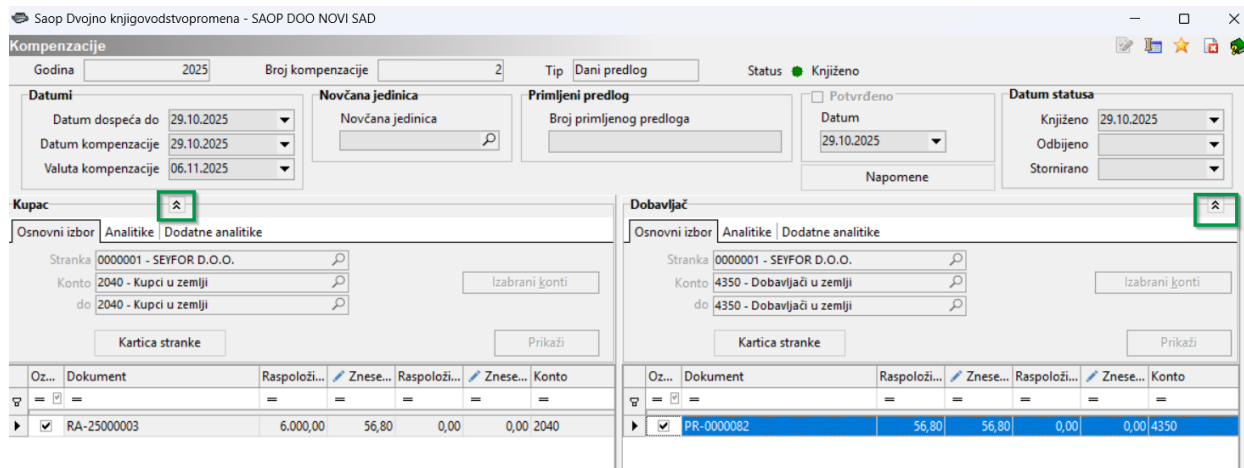 Saop Dvojno knjigovodstvopromena - SAOP DOO NOVI SAD
Kompenzacije
Godina 2025 Broj kompenzacije 2 Tip Dani predlog Status Knjiženo
Datumi
Datum dospeća do 29.10.2025
Datum kompenzacije 29.10.2025
Valuta kompenzacije 06.11.2025
Novčana jedinica
Novčana jedinica
Primljeni predlog
Broj primljenog predloga
Potvrđeno
Datum
29.10.2025
Napomene
Datum statusa
Knjiženo 29.10.2025
Odbijeno
Stornirano
Kupac
Osnovni izbor Analitike Dodatne analitike
Stranka 0000001 - SEYFOR D.O.O.
Konto 2040 - Kupci u zemlji Izabrani konti
do 2040 - Kupci u zemlji
Kartica stranke Prikaži
Oz... Dokument Raspoloži... Znese... Raspoloži... Znese... Konto
= = = = = = =
RA-25000003 6.000,00 56,80 0,00 0,00 2040
Dobavljač
Osnovni izbor Analitike Dodatne analitike
Stranka 0000001 - SEYFOR D.O.O.
Konto 4350 - Dobavljači u zemlji Izabrani konti
do 4350 - Dobavljači u zemlji
Kartica stranke Prikaži
Oz... Dokument Raspoloži... Znese... Raspoloži... Znese... Konto
= = = = = = =
PR-0000082 56,80 56,80 0,00 0,00 4350